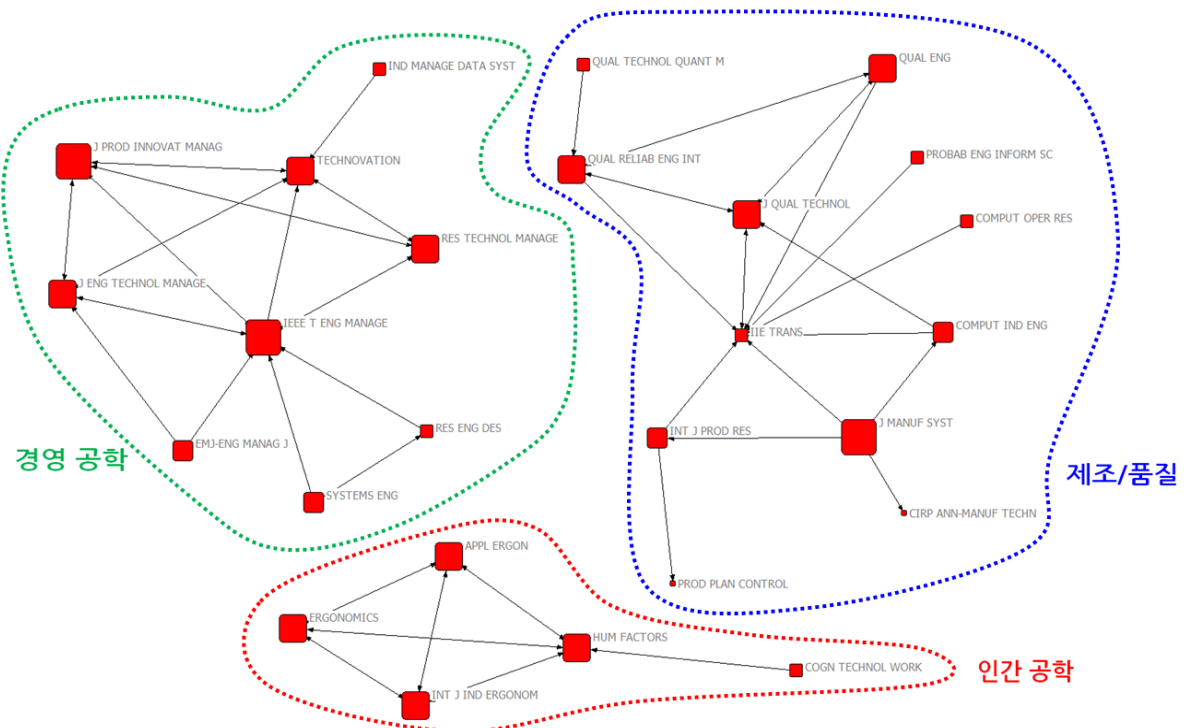 IND MANAGE DATA SYST
J PROD INNOVAT MANAG
TECHNOVATION
RES TECHNOL MANAGE
J ENG TECHNOL MANAGE
IEEE T ENG MANAGE
RES ENG DES
EMJ-ENG MANAG J
SYSTEMS ENG
경영 공학
QUAL TECHNOL QUANT M
QUAL ENG
QUAL RELIAB ENG INT
PROBAB ENG INFORM SC
J QUAL TECHNOL
COMPUT OPER RES
IIE TRANS
COMPUT IND ENG
INT J PROD RES
J MANUF SYST
CIRP ANN-MANUF TECHN
PROD PLAN CONTROL
제조/품질
APPL ERGON
ERGONOMICS
HUM FACTORS
COGN TECHNOL WORK
INT J IND ERGONOM
인간 공학